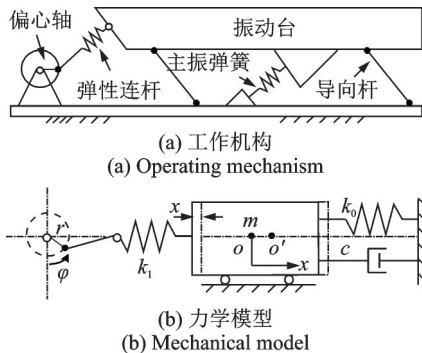 偏心轴
振动台
主振弹簧
弹性连杆
导向杆
(a) 工作机构
(a) Operating mechanism
r
x
m
k₀
o
o′
c
k₁
x
φ
(b) 力学模型
(b) Mechanical model